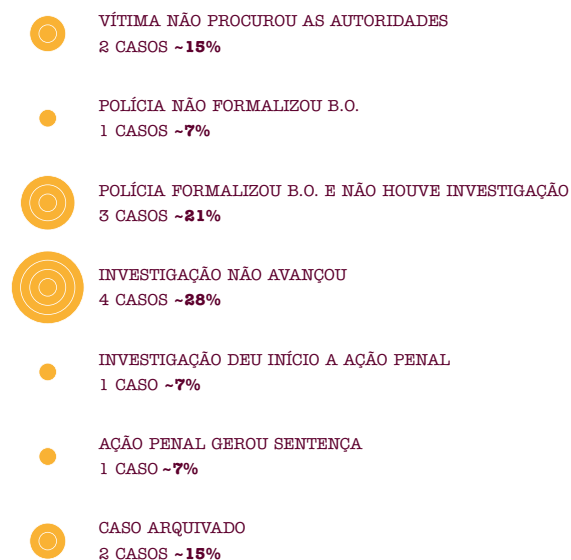 VÍTIMA NÃO PROCUROU AS AUTORIDADES
2 CASOS ~15%
POLÍCIA NÃO FORMALIZOU B.O.
1 CASOS ~7%
POLÍCIA FORMALIZOU B.O. E NÃO HOUVE INVESTIGAÇÃO
3 CASOS ~21%
INVESTIGAÇÃO NÃO AVANÇOU
4 CASOS ~28%
INVESTIGAÇÃO DEU INÍCIO A AÇÃO PENAL
1 CASO ~7%
AÇÃO PENAL GEROU SENTENÇA
1 CASO ~7%
CASO ARQUIVADO
2 CASOS ~15%